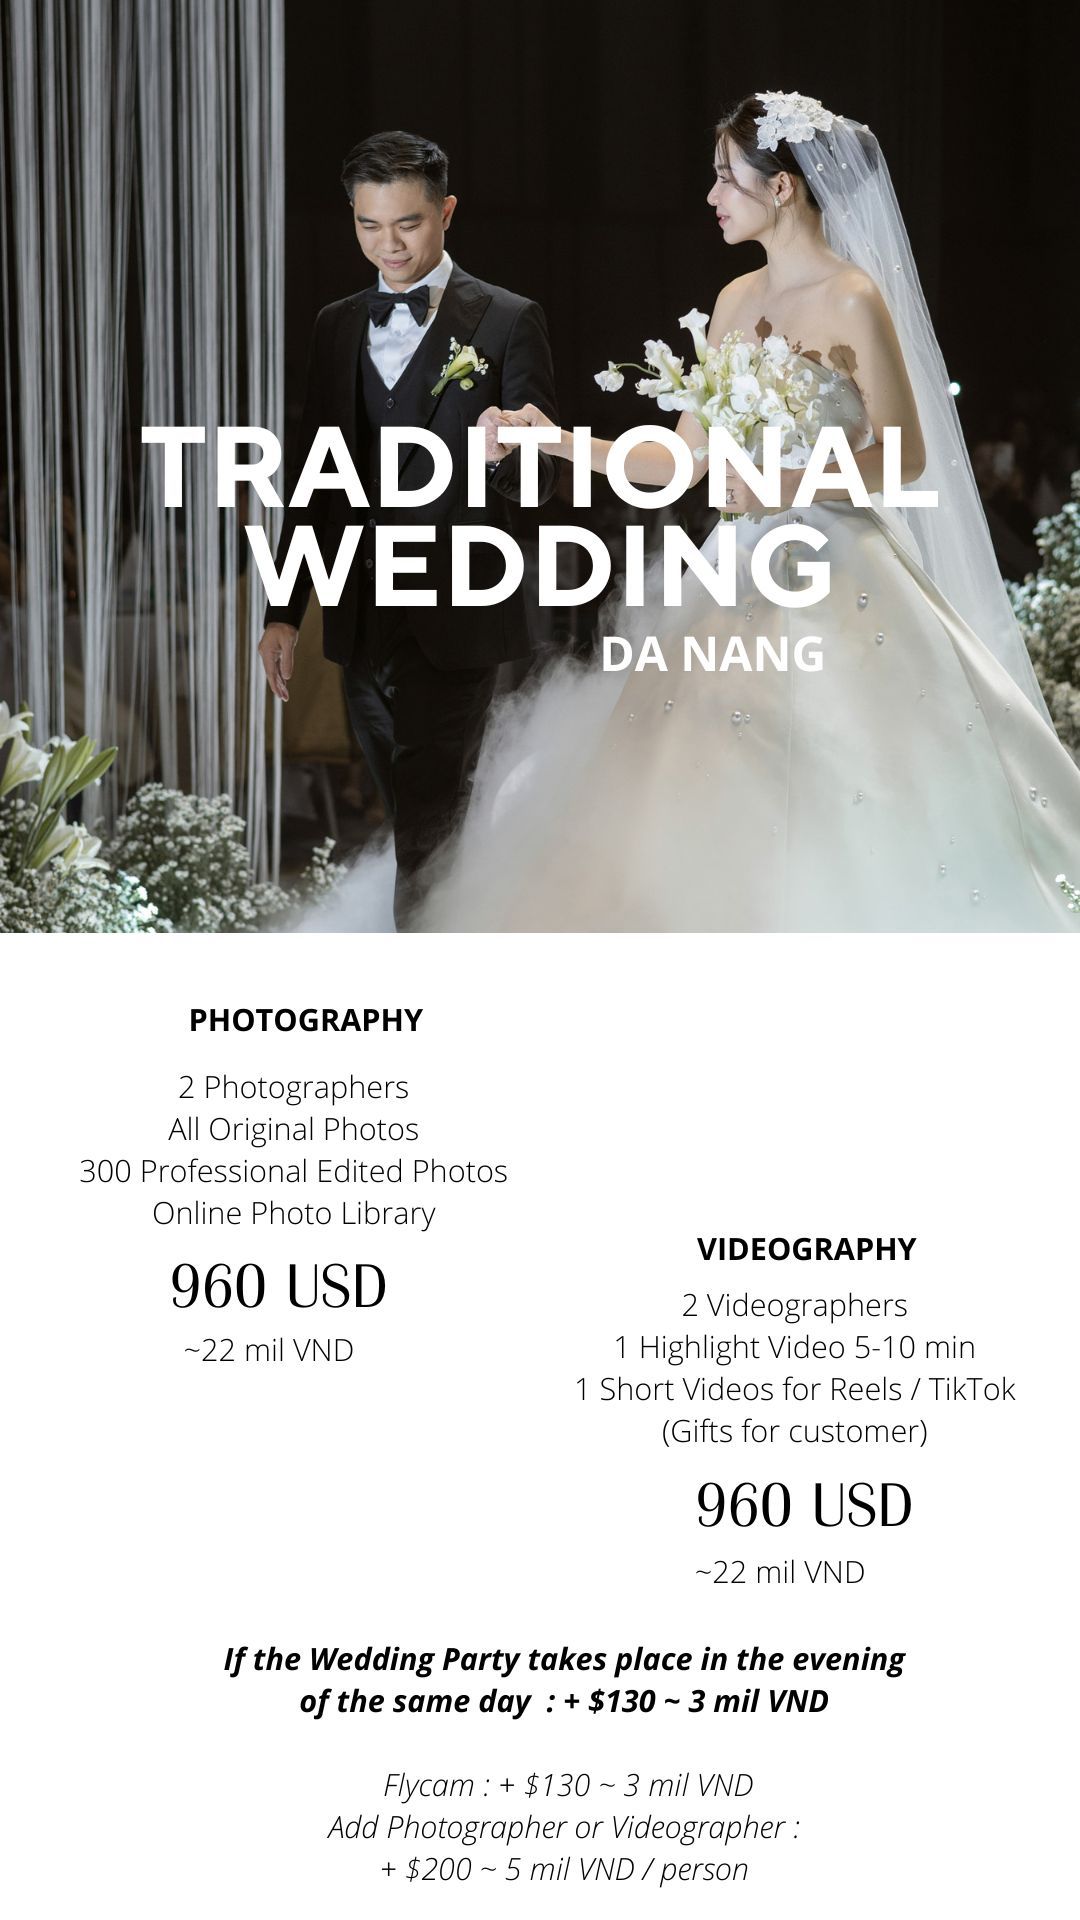 TRADITIONAL
WEDDING
DA NANG
PHOTOGRAPHY
2 Photographers
All Original Photos
300 Professional Edited Photos
Online Photo Library
960 USD
~22 mil VND
VIDEOGRAPHY
2 Videographers
1 Highlight Video 5-10 min
1 Short Videos for Reels / TikTok
(Gifts for customer)
960 USD
~22 mil VND
If the Wedding Party takes place in the evening
of the same day  : + $130 ~ 3 mil VND
Flycam : + $130 ~ 3 mil VND
Add Photographer or Videographer :
+ $200 ~ 5 mil VND / person